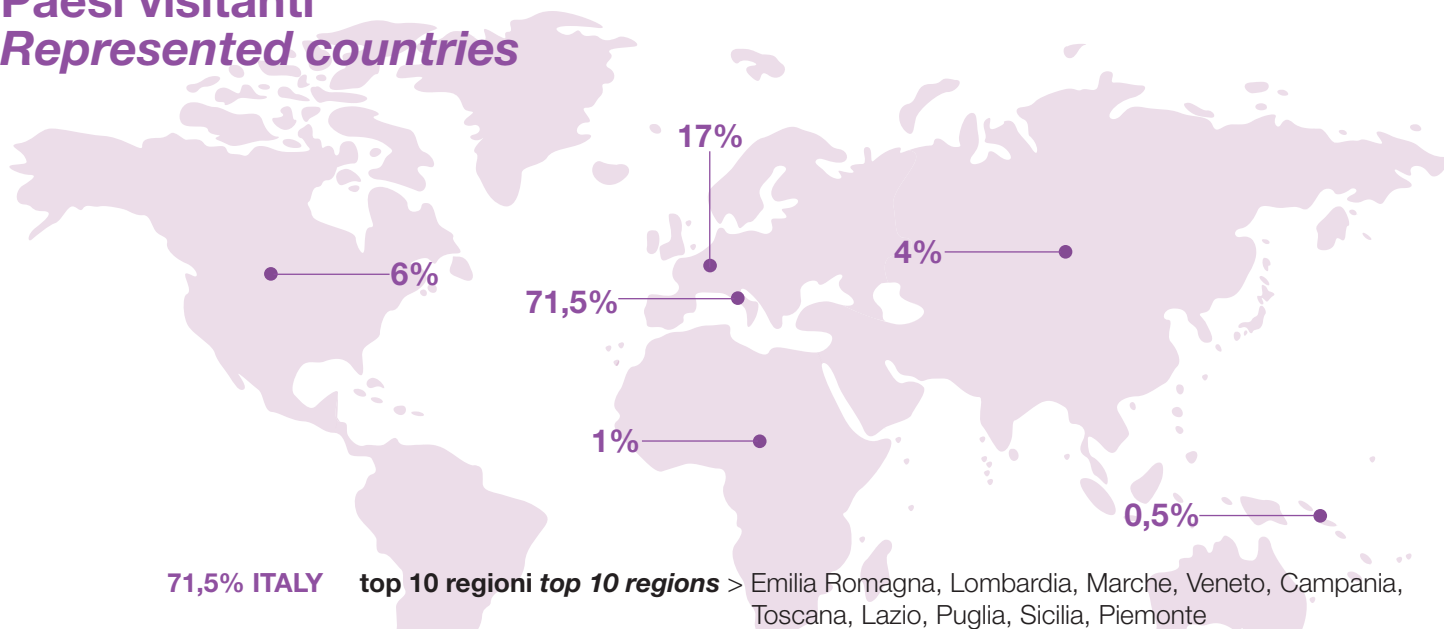 Paesi visitanti
Represented countries
17%
4%
6%
71,5%
1%
0,5%
71,5% ITALY top 10 regioni top 10 regions > Emilia Romagna, Lombardia, Marche, Veneto, Campania,
Toscana, Lazio, Puglia, Sicilia, Piemonte